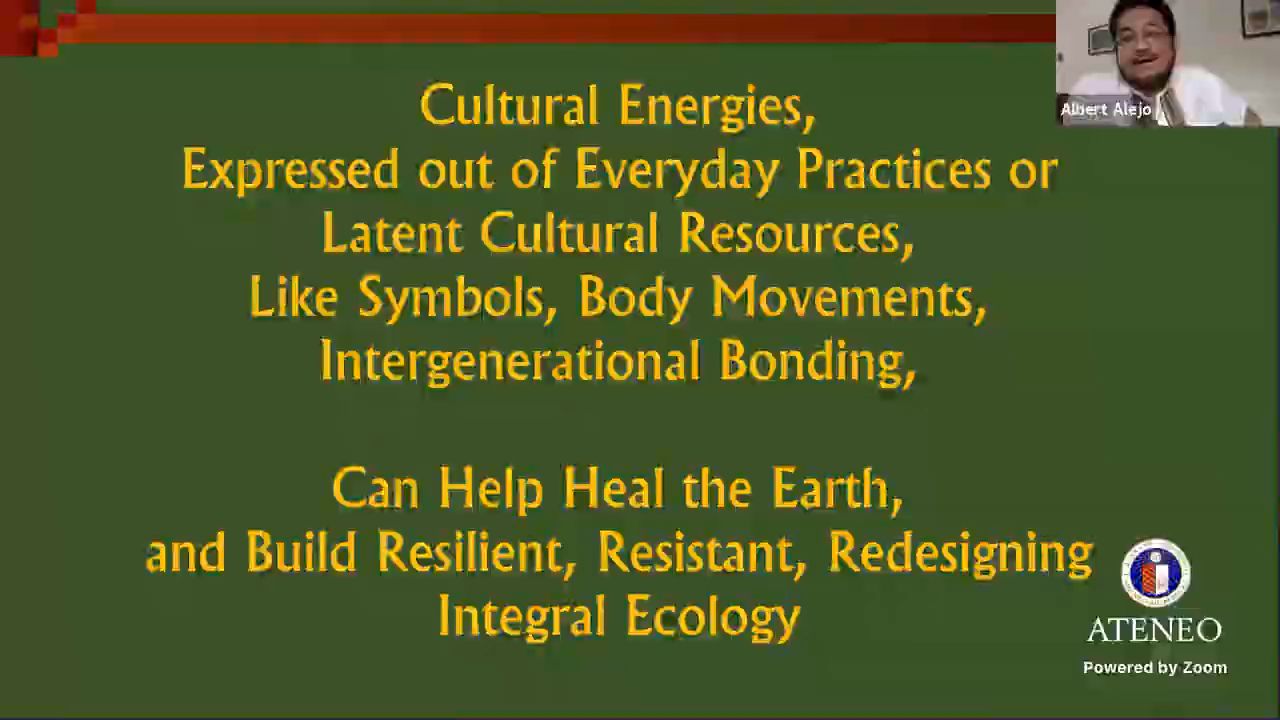 Cultural Energies,
Expressed out of Everyday Practices or
Latent Cultural Resources,
Like Symbols, Body Movements,
Intergenerational Bonding,
Can Help Heal the Earth,
and Build Resilient, Resistant, Redesigning
Integral Ecology
Albert Alejo
ATENEO
Powered by Zoom